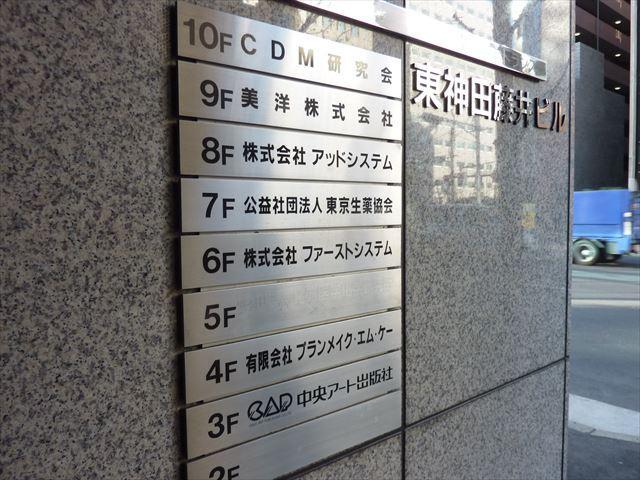 10F CDM研究会
9F 美洋株式会社
8F 株式会社 アッドシステム
7F 公益社団法人 東京生薬協会
6F 株式会社 ファーストシステム
5F
4F 有限会社 プランメイク・エム・ケー
3F CAD 中央アート出版社
2F
東神田藤井ビル